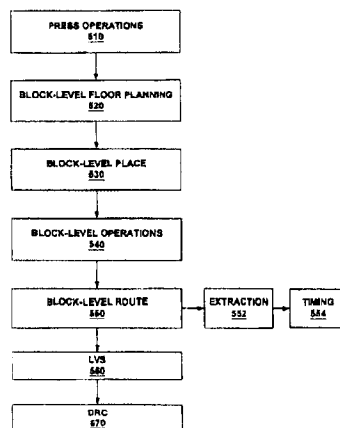 PRESS OPERATIONS
510
BLOCK-LEVEL FLOOR PLANNING
520
BLOCK-LEVEL PLACE
530
BLOCK-LEVEL OPERATIONS
540
BLOCK-LEVEL ROUTE
550
EXTRACTION
552
TIMING
554
LVS
560
DRC
570